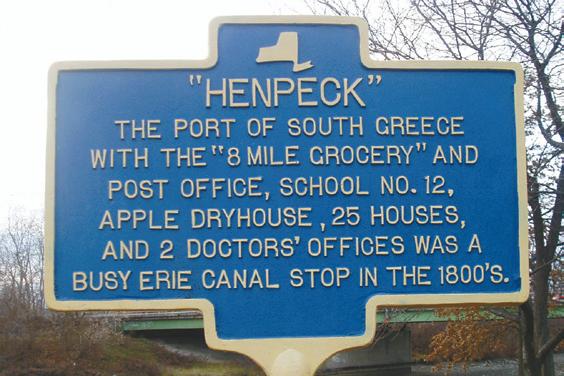 "HENPECK"
THE PORT OF SOUTH GREECE
WITH THE "8 MILE GROCERY" AND
POST OFFICE, SCHOOL NO. 12,
APPLE DRYHOUSE, 25 HOUSES,
AND 2 DOCTORS' OFFICES WAS A
BUSY ERIE CANAL STOP IN THE 1800'S.